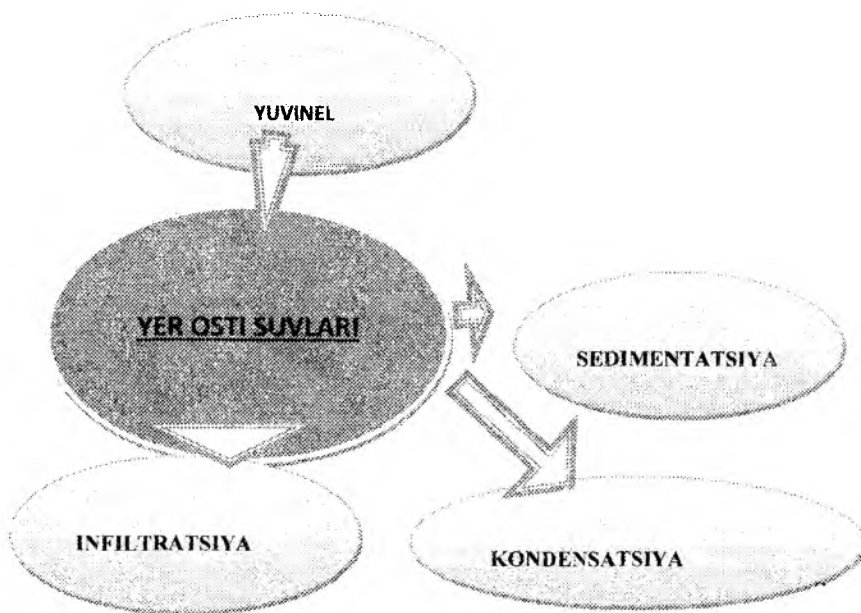 YUVINEL
YER OSTI SUVLARI
SEDIMENTATSIYA
INFILTRATSIYA
KONDENSATSIYA